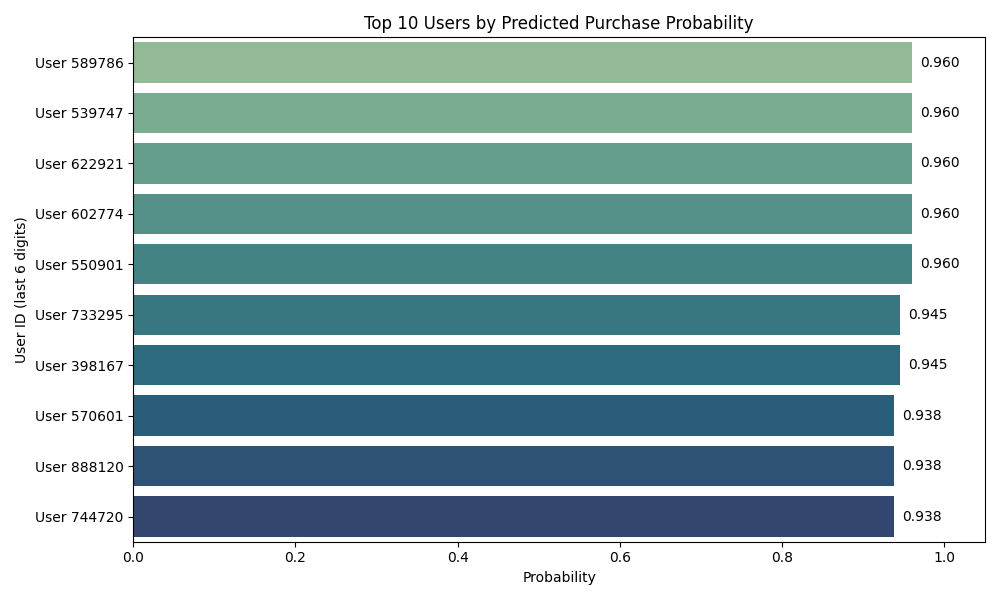 Top 10 Users by Predicted Purchase Probability
User ID (last 6 digits)
User 589786 0.960
User 539747 0.960
User 622921 0.960
User 602774 0.960
User 550901 0.960
User 733295 0.945
User 398167 0.945
User 570601 0.938
User 888120 0.938
User 744720 0.938
0.0 0.2 0.4 0.6 0.8 1.0
Probability